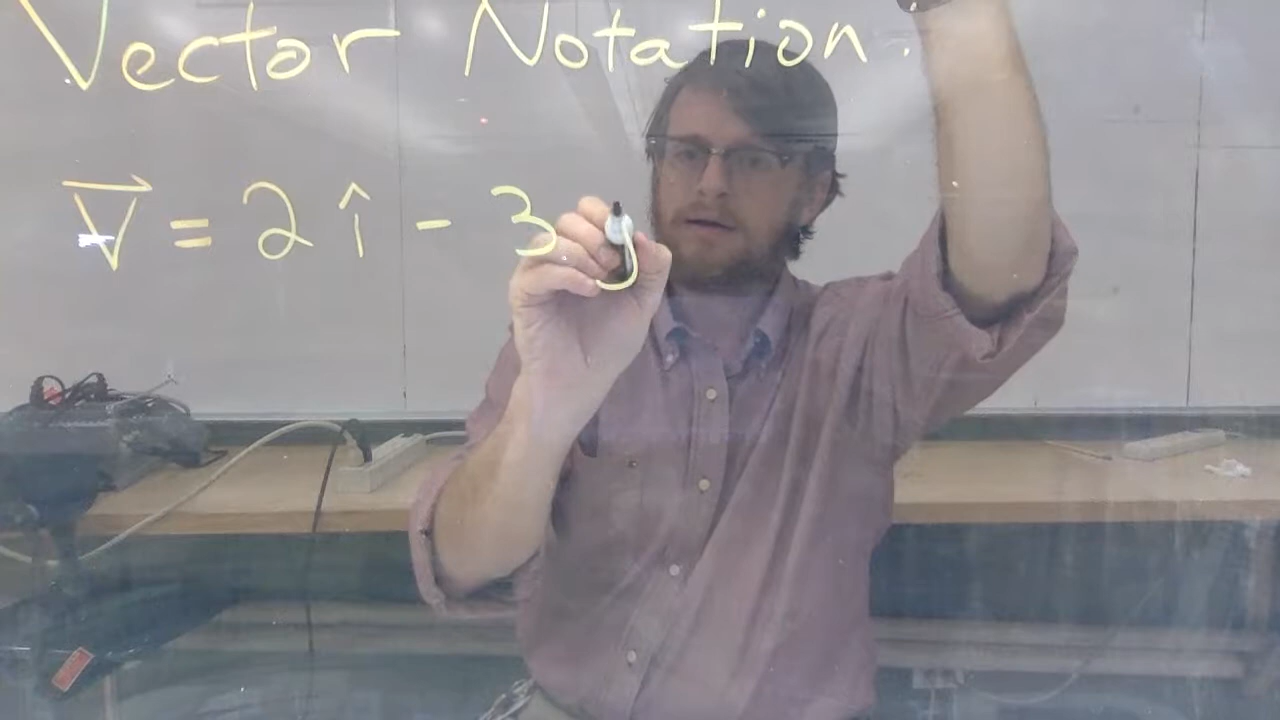 Vector Notation.
V⃗ = 2 î - 3 j